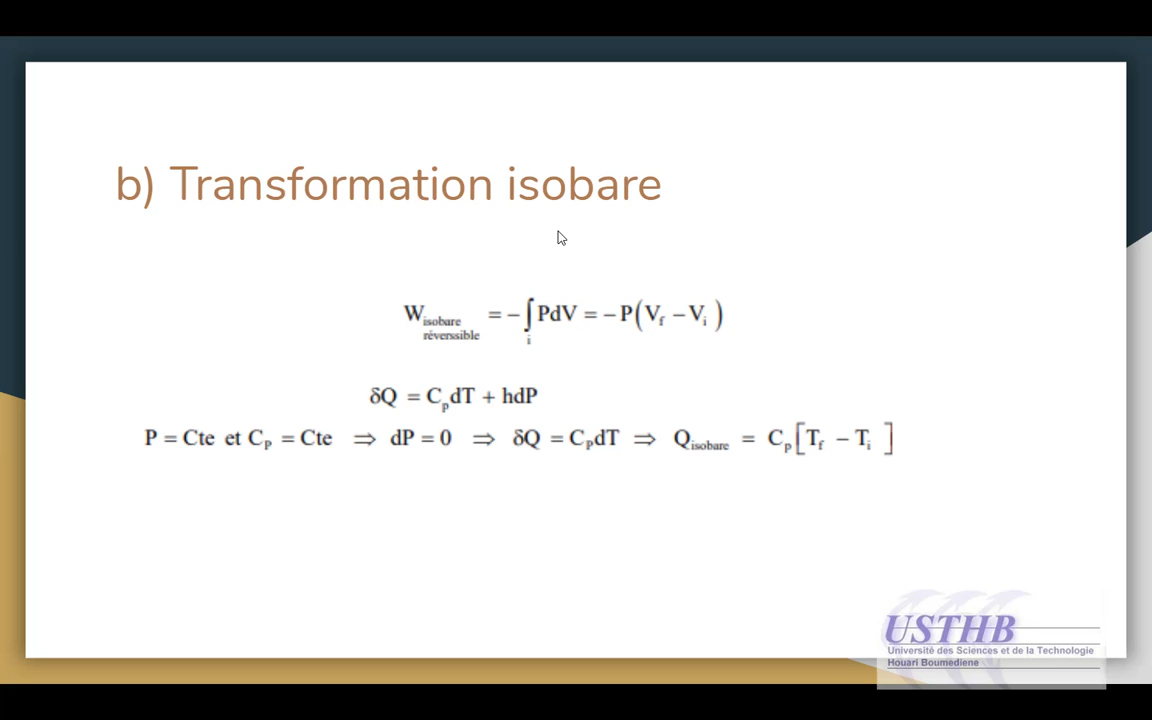 b) Transformation isobare
W isobare réverssible = − ∫ i PdV = − P(V_f − V_i )
δQ = C_p dT + hdP
P = Cte et C_P = Cte ⇒ dP = 0 ⇒ δQ = C_P dT ⇒ Q_isobare = C_p [T_f − T_i ]
USTHB
Université des Sciences et de la Technologie
Houari Boumediene